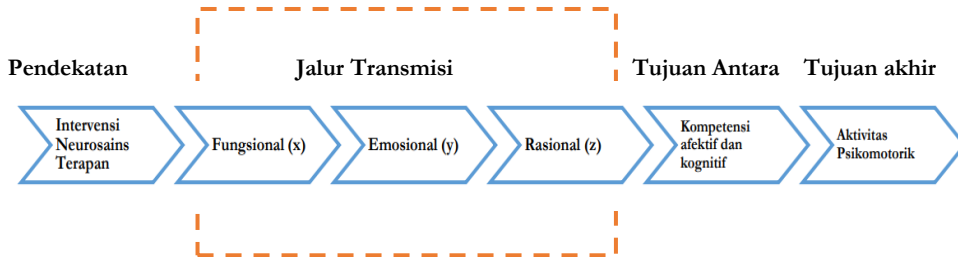 Pendekatan
Jalur Transmisi
Tujuan Antara
Tujuan akhir
Intervensi
Neurosains
Terapan
Fungsional (x)
Emosional (y)
Rasional (z)
Kompetensi
afektif dan
kognitif
Aktivitas
Psikomotorik